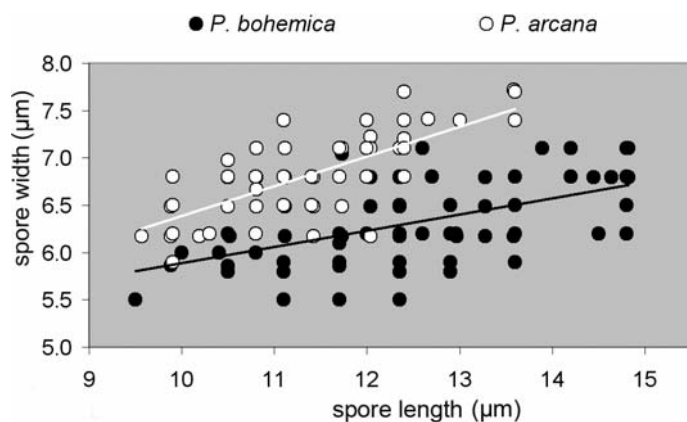 P. bohemica P. arcana
8.0
7.5
7.0
6.5
6.0
5.5
5.0
spore width (µm)
9 10 11 12 13 14 15
spore length (µm)